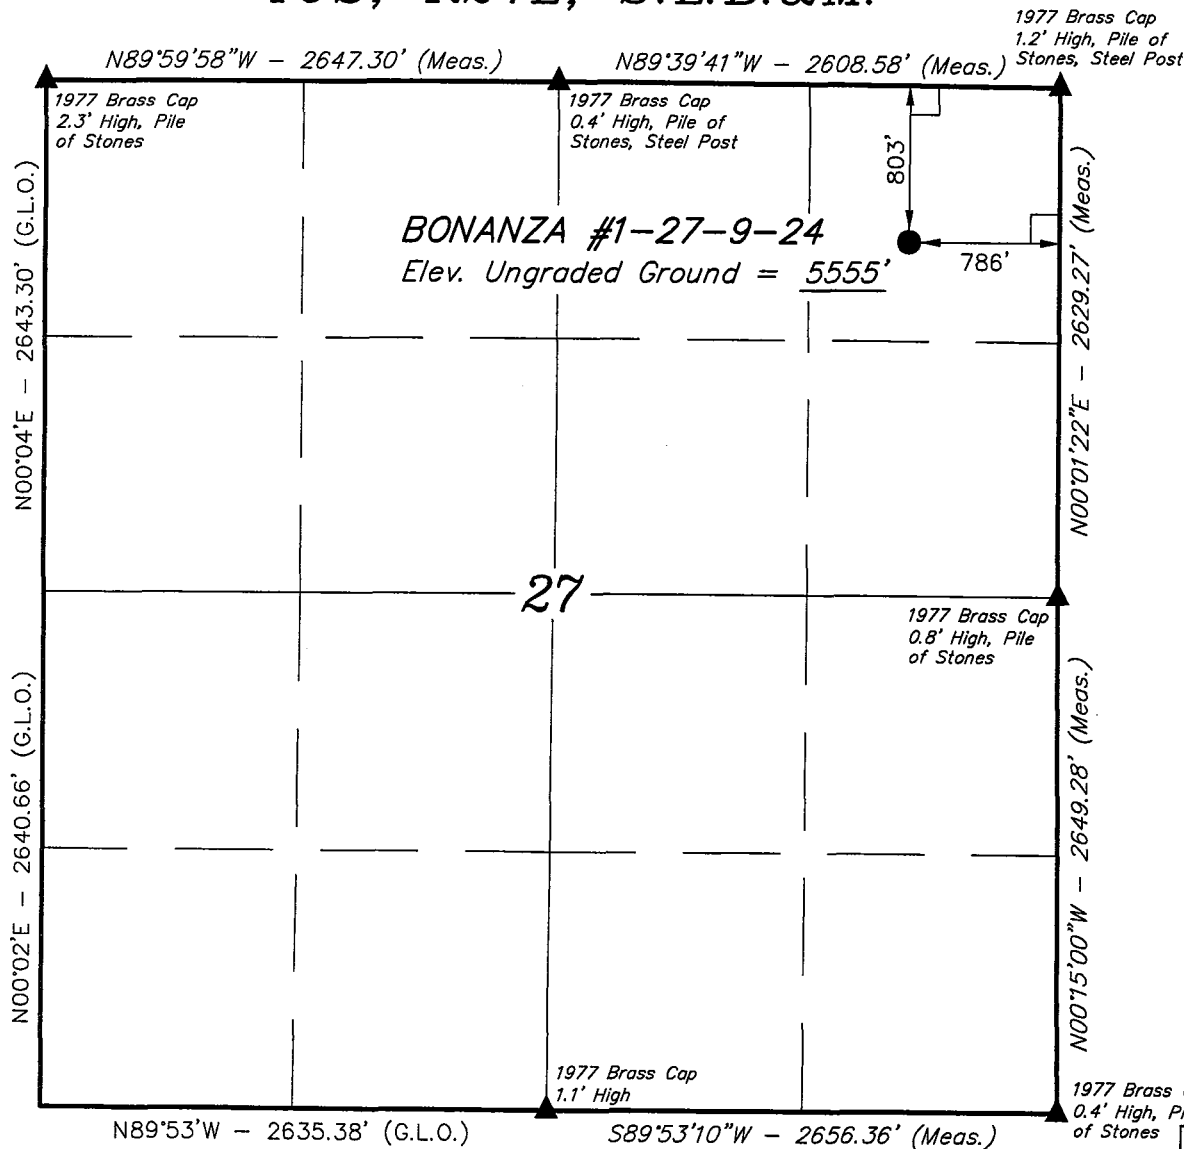 1977 Brass Cap
1.2' High, Pile of
Stones, Steel Post
N89°59'58"W - 2647.30' (Meas.)
N89°39'41"W - 2608.58' (Meas.)
1977 Brass Cap
2.3' High, Pile
of Stones
1977 Brass Cap
0.4' High, Pile of
Stones, Steel Post
803'
BONANZA #1-27-9-24
Elev. Ungraded Ground = 5555'
786'
N00°04'E - 2643.30' (G.L.O.)
N00°01'22"E - 2629.27' (Meas.)
27
1977 Brass Cap
0.8' High, Pile
of Stones
N00°02'E - 2640.66' (G.L.O.)
N00°15'00"W - 2649.28' (Meas.)
1977 Brass Cap
1.1' High
1977 Brass
0.4' High,
of Stones
N89°53'W - 2635.38' (G.L.O.)
S89°53'10"W - 2656.36' (Meas.)